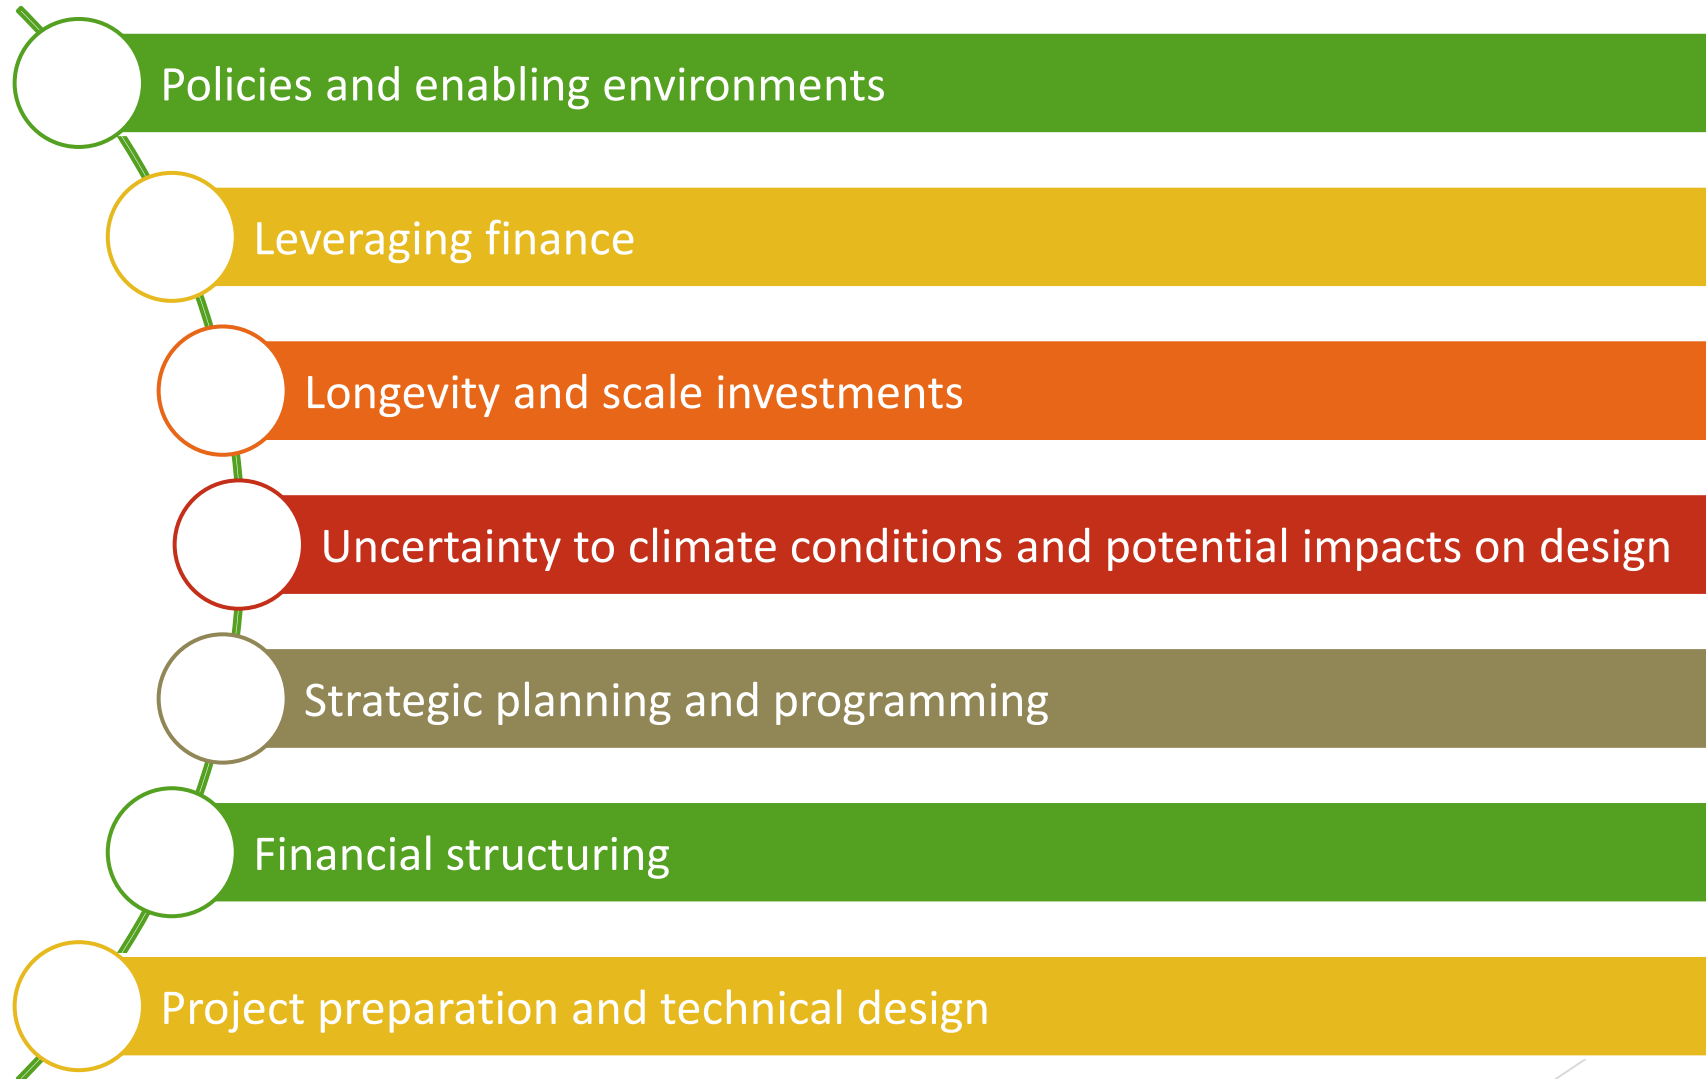 Policies and enabling environments
Leveraging finance
Longevity and scale investments
Uncertainty to climate conditions and potential impacts on design
Strategic planning and programming
Financial structuring
Project preparation and technical design